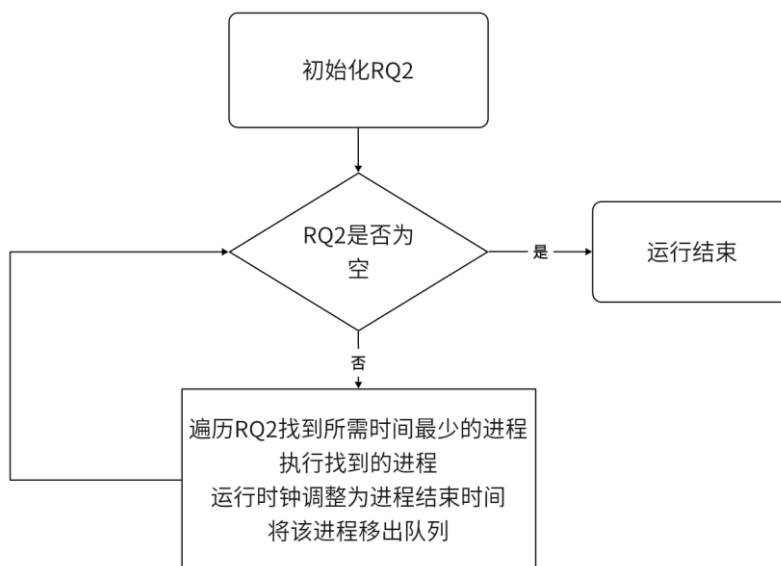 初始化RQ2
RQ2是否为
空
是
运行结束
否
遍历RQ2找到所需时间最少的进程
执行找到的进程
运行时钟调整为进程结束时间
将该进程移出队列